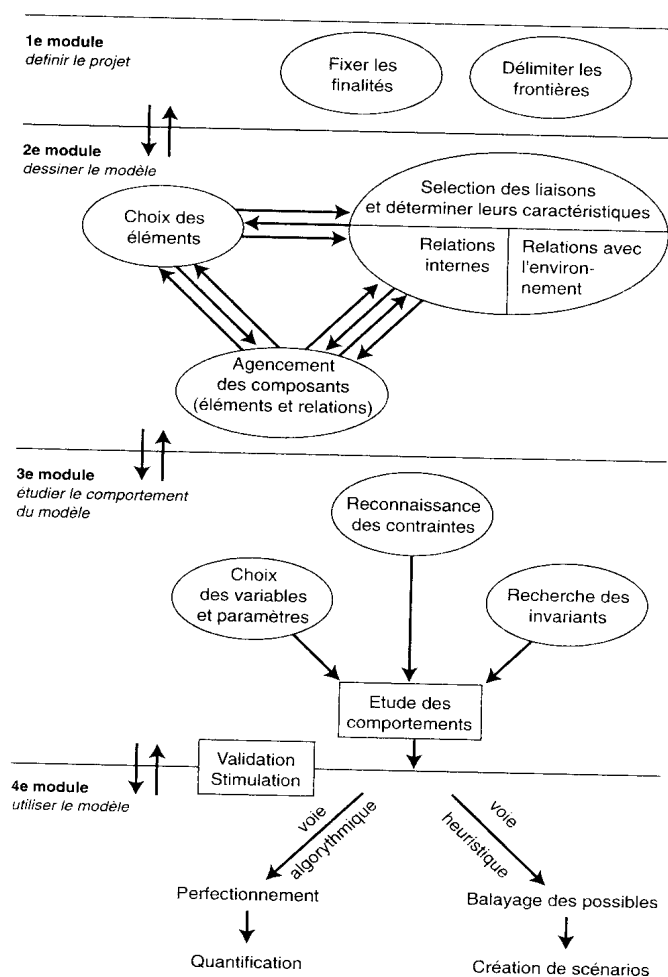 1e module
definir le projet
Fixer les
finalités
Délimiter les
frontières
2e module
dessiner le modèle
Choix des
éléments
Selection des liaisons
et déterminer leurs caractéristiques
Relations
internes
Relations avec
l'environ-
nement
Agencement
des composants
(éléments et relations)
3e module
étudier le comportement
du modèle
Reconnaissance
des contraintes
Choix
des variables
et paramètres
Recherche des
invariants
Etude des
comportements
Validation
Stimulation
4e module
utiliser le modèle
voie
algorythmique
voie
heuristique
Perfectionnement
Balayage des possibles
Quantification
Création de scénarios